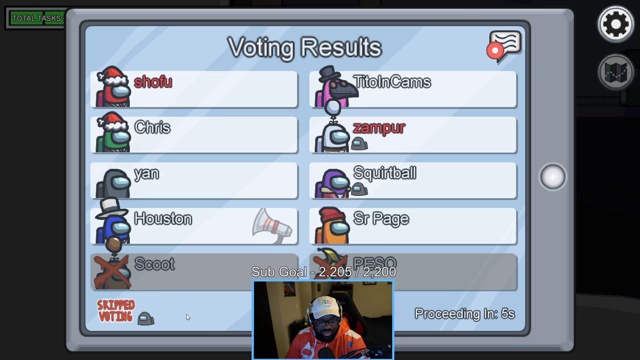 TOTAL TASKS
Voting Results
shofu
TitoInCams
Chris
zampur
yan
Squirtball
Houston
Sr Page
Scoot
PESO
Sub Goal - 2,205 / 2,200
SKIPPED
VOTING
Proceeding In: 5s